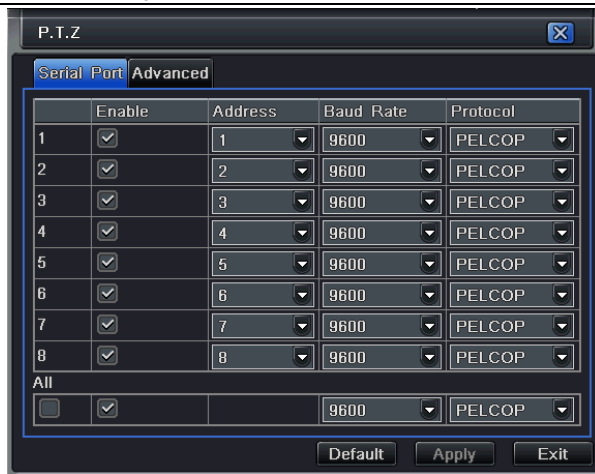 P.T.Z
Serial Port Advanced
Enable Address Baud Rate Protocol
1 1 9600 PELCOP
2 2 9600 PELCOP
3 3 9600 PELCOP
4 4 9600 PELCOP
5 5 9600 PELCOP
6 6 9600 PELCOP
7 7 9600 PELCOP
8 8 9600 PELCOP
All
9600 PELCOP
Default Apply Exit